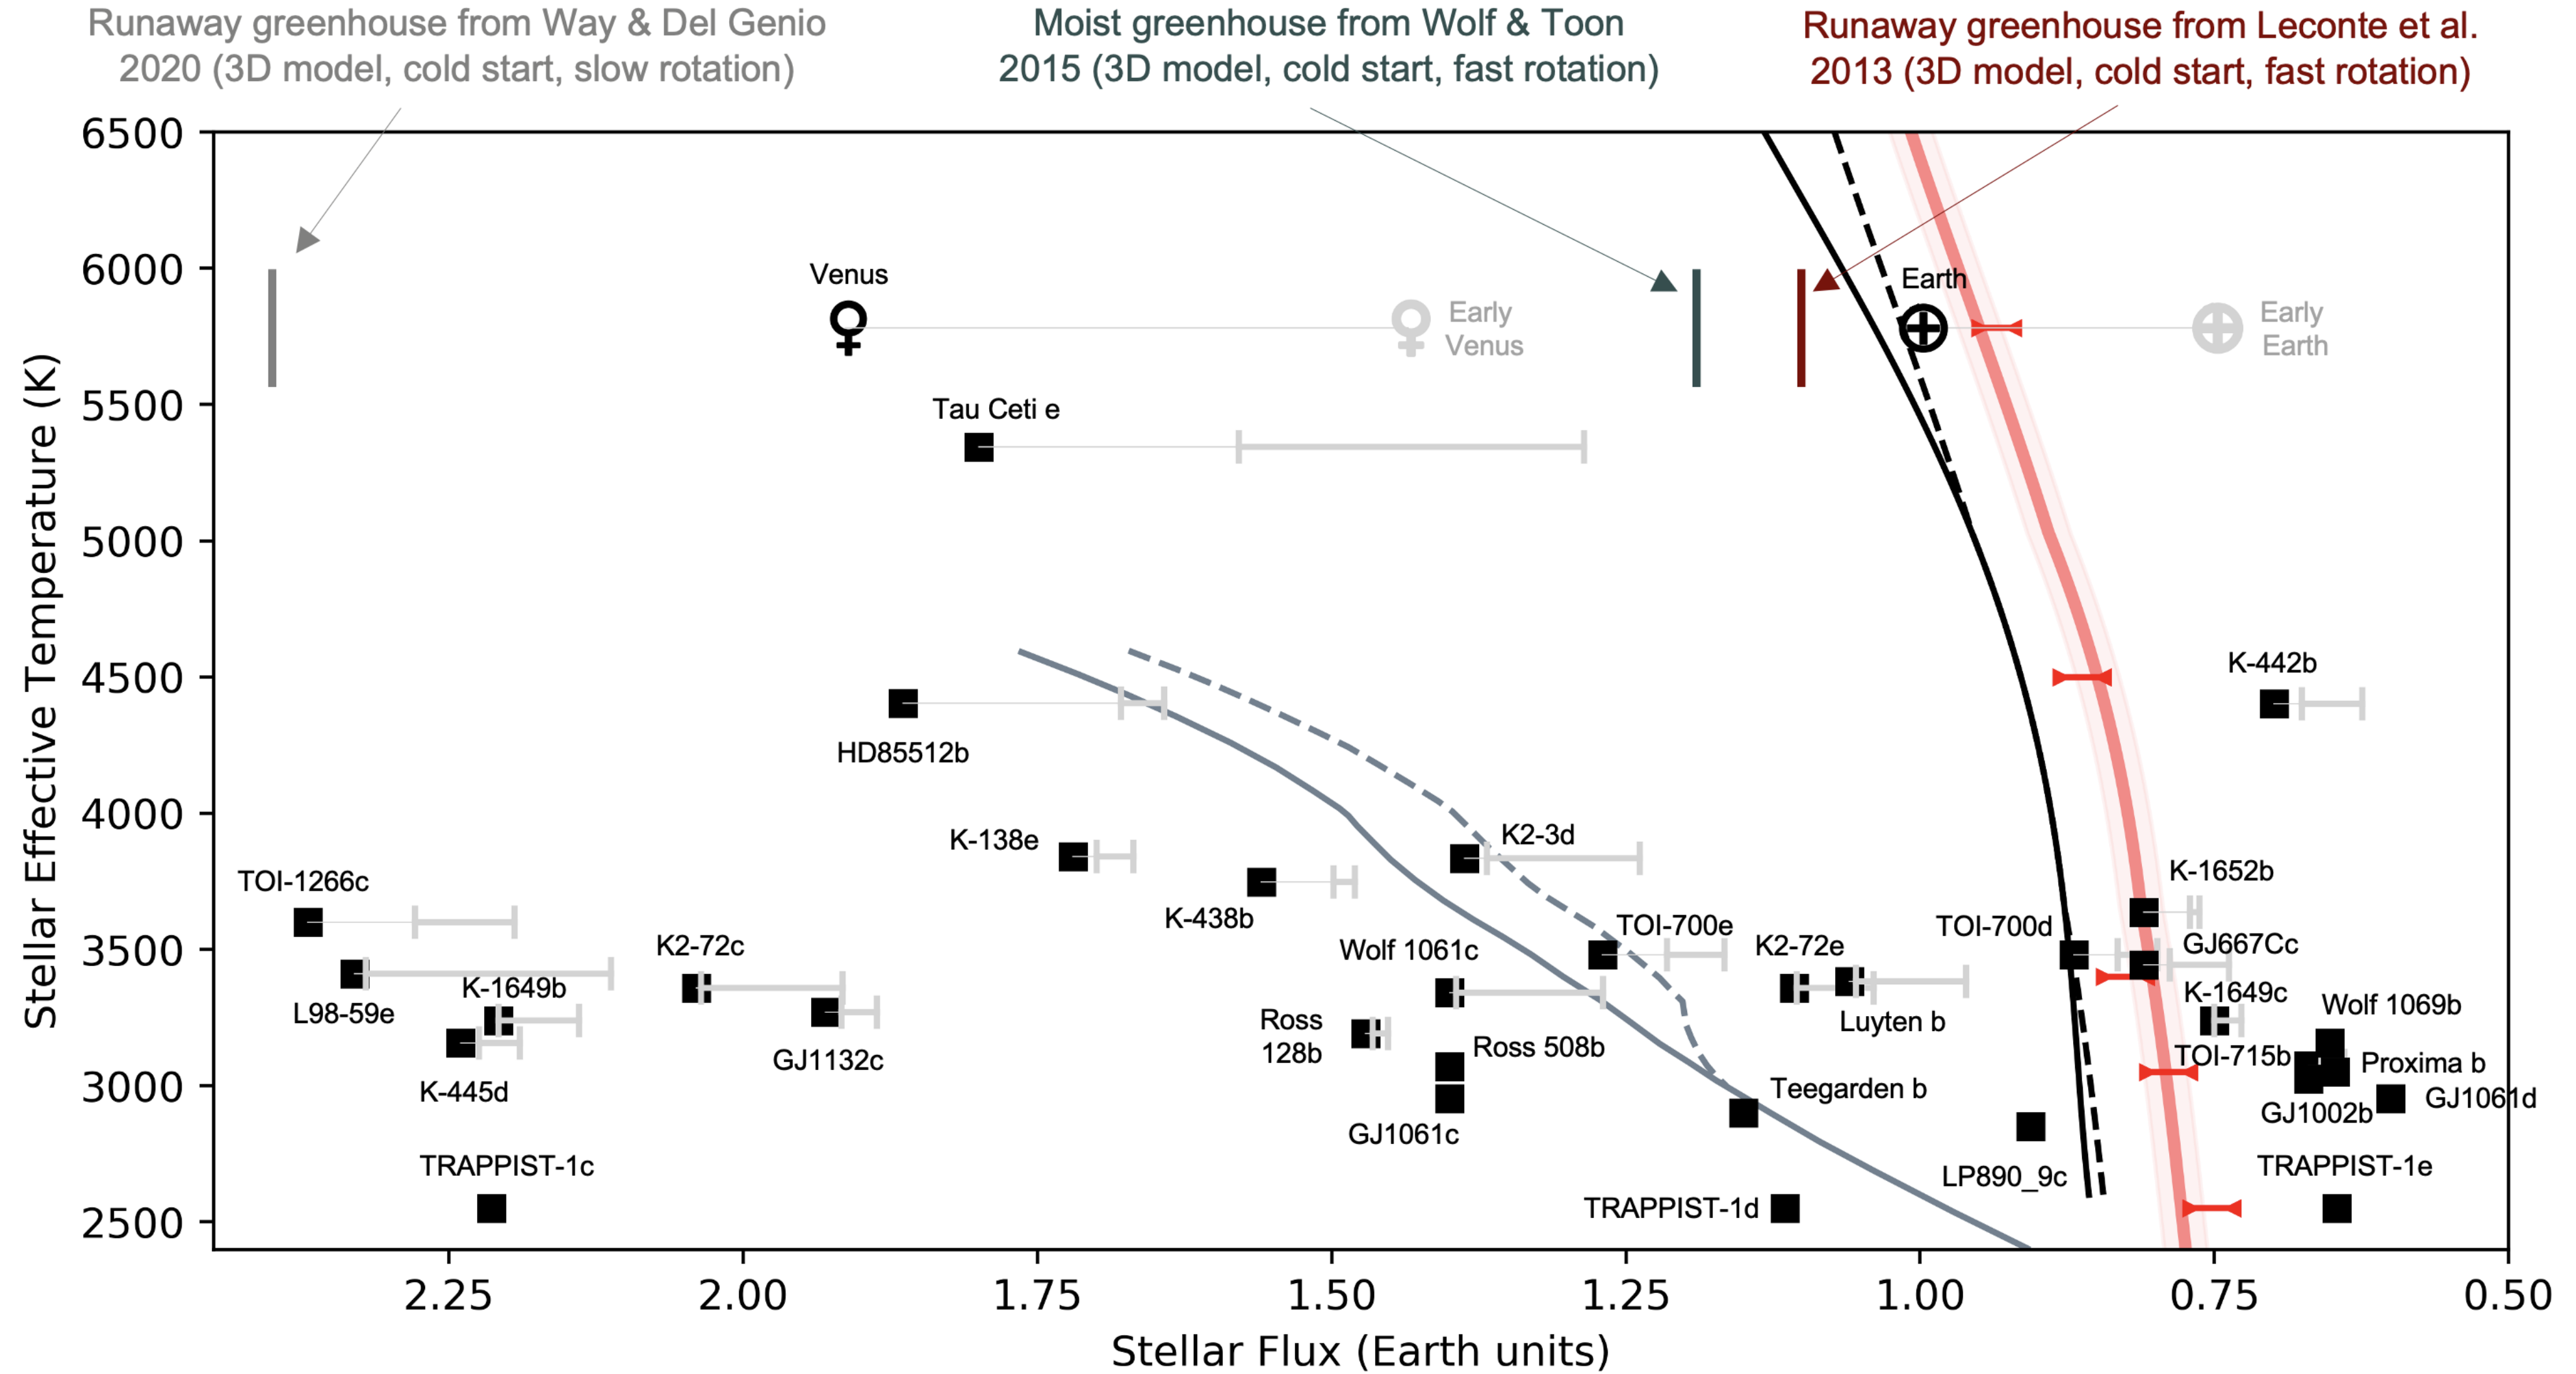 Runaway greenhouse from Way & Del Genio
2020 (3D model, cold start, slow rotation)
Moist greenhouse from Wolf & Toon
2015 (3D model, cold start, fast rotation)
Runaway greenhouse from Leconte et al.
2013 (3D model, cold start, fast rotation)
Stellar Effective Temperature (K)
6500
6000
5500
5000
4500
4000
3500
3000
2500
Venus
Early
Venus
Earth
Early
Earth
Tau Ceti e
K-442b
HD85512b
K-138e
K2-3d
K-438b
TOI-1266c
K-1652b
TOI-700e
TOI-700d
K2-72c
Wolf 1061c
K2-72e
GJ667Cc
L98-59e
K-1649b
K-1649c
Wolf 1069b
Ross
128b
Luyten b
GJ1132c
Ross 508b
TOI-715b
Proxima b
K-445d
Teegarden b
GJ1002b
GJ1061d
GJ1061c
TRAPPIST-1c
LP890_9c
TRAPPIST-1e
TRAPPIST-1d
2.25
2.00
1.75
1.50
1.25
1.00
0.75
0.50
Stellar Flux (Earth units)